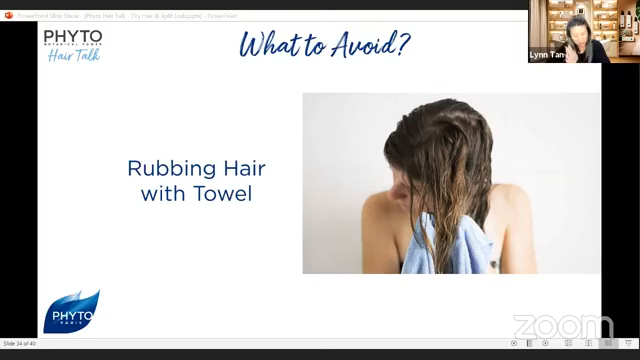 PowerPoint Slide Show - [Phyto Hair Talk - Dry Hair & Split Ends.pptm] - PowerPoint
PHYTO
BOTANICAL POWER
Hair Talk
What to Avoid?
Lynn Tan
Rubbing Hair
with Towel
PHYTO
PARIS
zoom
Slide 34 of 40